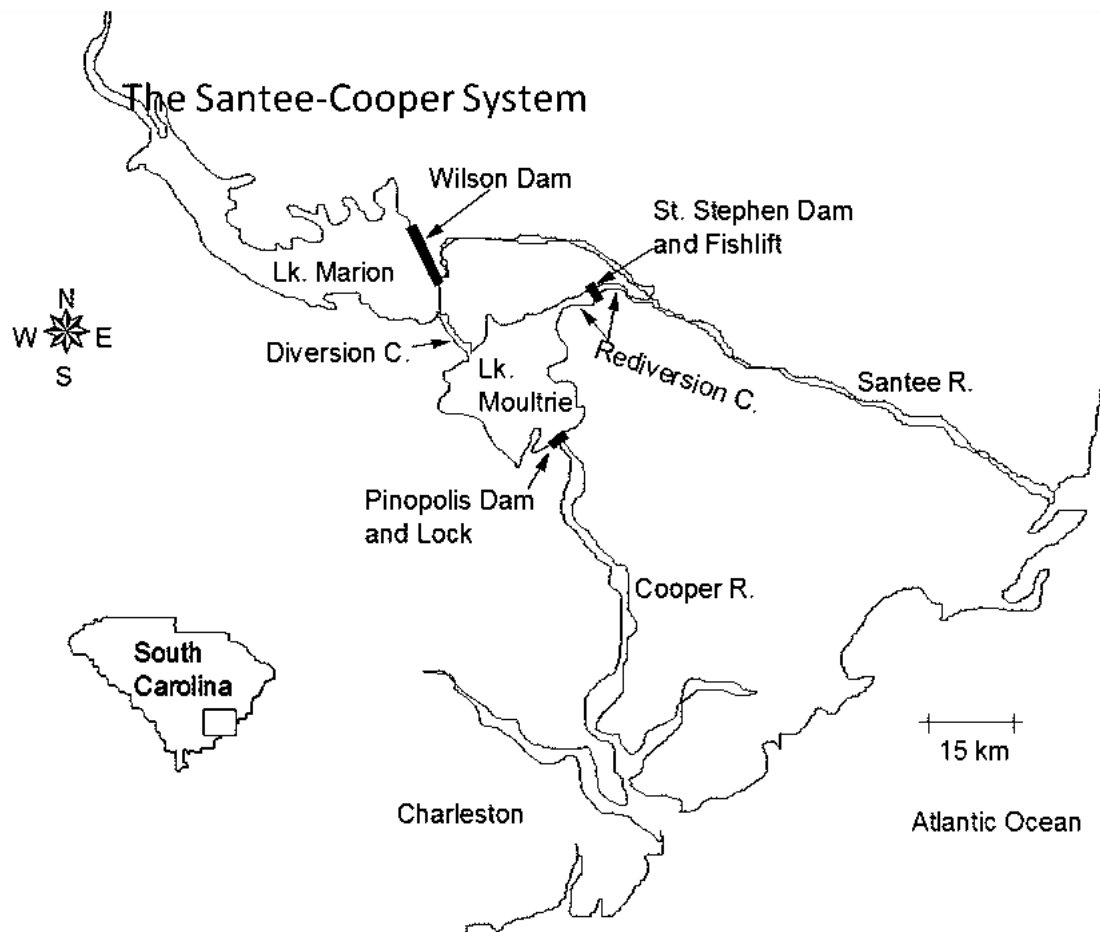 The Santee-Cooper System
Wilson Dam
St. Stephen Dam
and Fishlift
Lk. Marion
N
W E
S
Diversion C.
Lk.
Moultrie
Rediversion C.
Santee R.
Pinopolis Dam
and Lock
Cooper R.
South
Carolina
15 km
Charleston
Atlantic Ocean